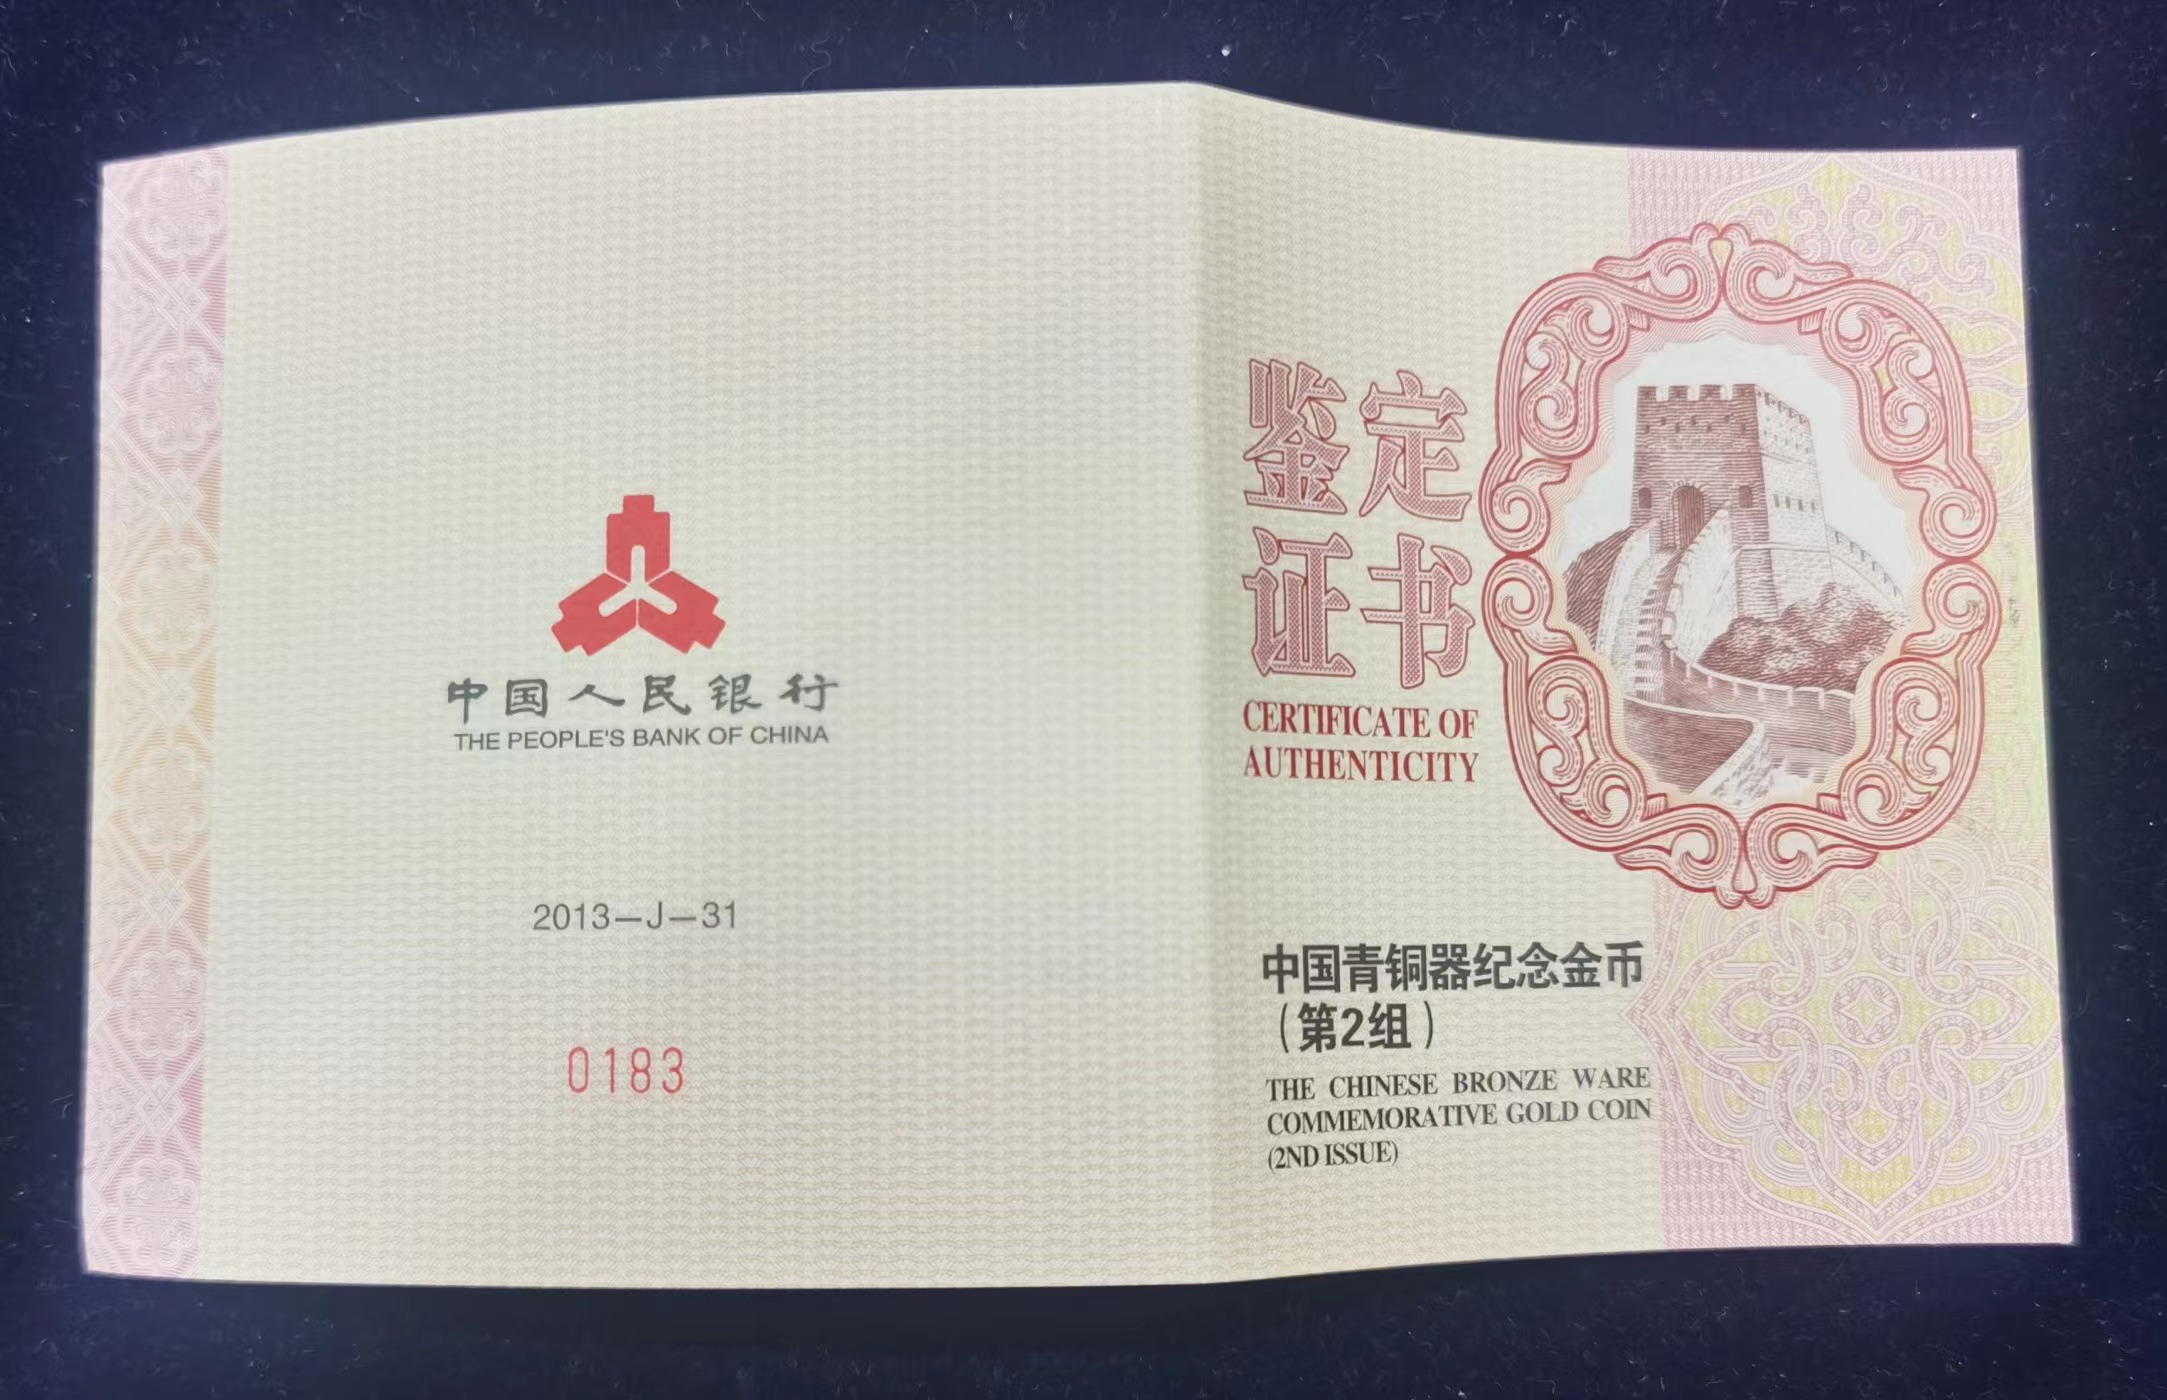 中国人民银行
THE PEOPLE'S BANK OF CHINA
2013—J—31
0183
鉴定
证书
CERTIFICATE OF
AUTHENTICITY
中国青铜器纪念金币
（第2组）
THE CHINESE BRONZE WARE
COMMEMORATIVE GOLD COIN
(2ND ISSUE)